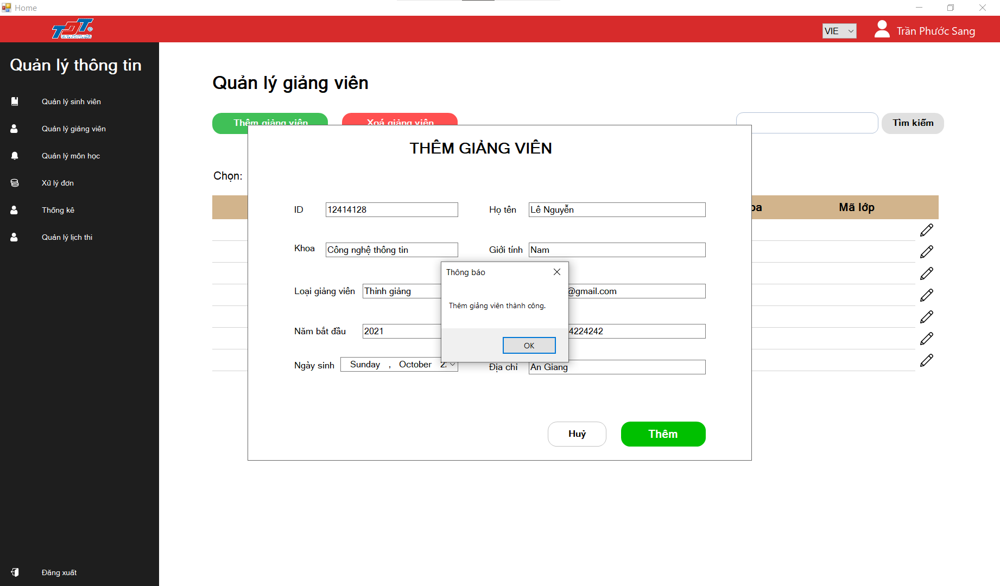 Home
VIE
Trần Phước Sang
Quản lý thông tin
Quản lý sinh viên
Quản lý giảng viên
Quản lý môn học
Xử lý đơn
Thống kê
Quản lý lịch thi
Đăng xuất
Quản lý giảng viên
Thêm giảng viên
Xoá giảng viên
Tìm kiếm
Chọn:
oa
Mã lớp
THÊM GIẢNG VIÊN
ID
12414128
Họ tên
Lê Nguyễn
Khoa
Công nghệ thông tin
Giới tính
Nam
Loại giảng viên
Thỉnh giảng
@gmail.com
Năm bắt đầu
2021
4224242
Ngày sinh
Sunday , October
Địa chỉ
An Giang
Thông báo
Thêm giảng viên thành công.
OK
Huỷ
Thêm